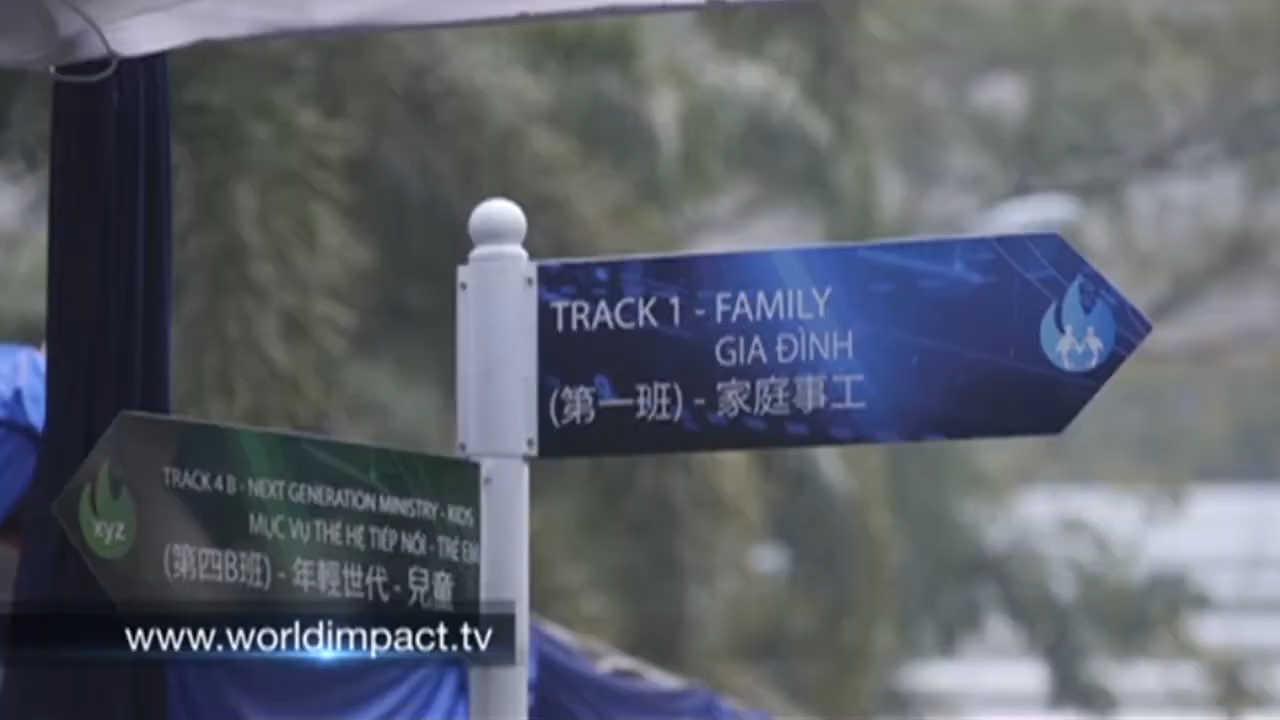 TRACK 1 - FAMILY
GIA ĐÌNH
(第一班) - 家庭事工
TRACK 4 B - NEXT GENERATION MINISTRY - KIDS
MỤC VỤ THẾ HỆ TIẾP NỐI - TRẺ EM
(第四B班) - 年輕世代 - 兒童
xyz
www.worldimpact.tv